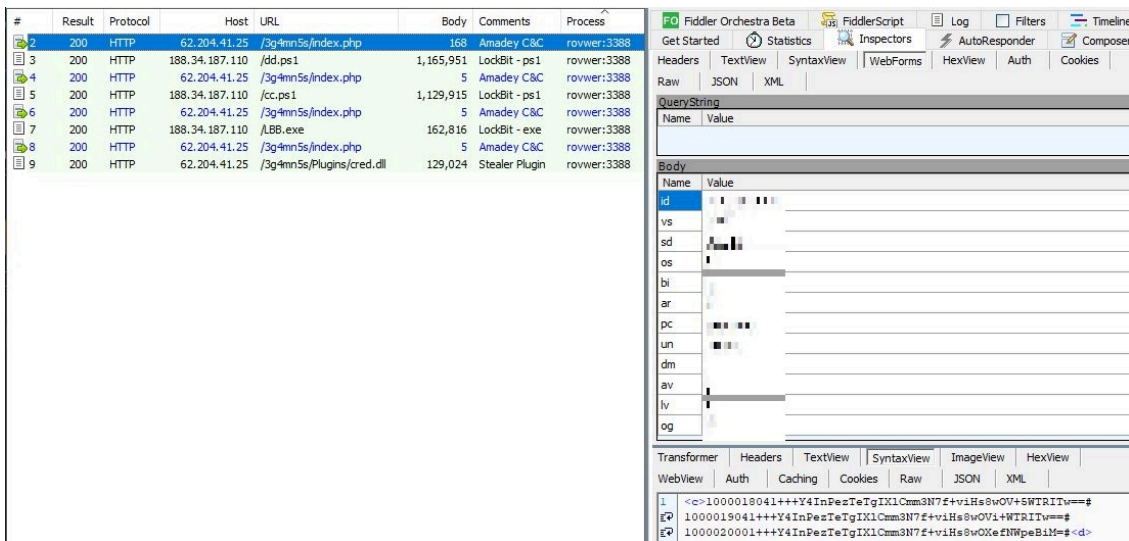 # Result Protocol Host URL Body Comments Process
2 200 HTTP 62.204.41.25 /3g4mn5s/index.php 168 Amadey C&C rovwer:3388
3 200 HTTP 188.34.187.110 /dd.ps1 1,165,951 LockBit - ps1 rovwer:3388
4 200 HTTP 62.204.41.25 /3g4mn5s/index.php 5 Amadey C&C rovwer:3388
5 200 HTTP 188.34.187.110 /cc.ps1 1,129,915 LockBit - ps1 rovwer:3388
6 200 HTTP 62.204.41.25 /3g4mn5s/index.php 5 Amadey C&C rovwer:3388
7 200 HTTP 188.34.187.110 /LBB.exe 162,816 LockBit - exe rovwer:3388
8 200 HTTP 62.204.41.25 /3g4mn5s/index.php 5 Amadey C&C rovwer:3388
9 200 HTTP 62.204.41.25 /3g4mn5s/Plugins/cred.dll 129,024 Stealer Plugin rovwer:3388
FO Fiddler Orchestra Beta FiddlerScript Log Filters Timeline
Get Started Statistics Inspectors AutoResponder Composer
Headers TextView SyntaxView WebForms HexView Auth Cookies
Raw JSON XML
QueryString
Name Value
Body
Name Value
id
vs
sd
os
bi
ar
pc
un
dm
av
lv
og
Transformer Headers TextView SyntaxView ImageView HexView
WebView Auth Caching Cookies Raw JSON XML
1 <c>1000018041+++Y4InPezTeTgIX1Cmm3N7f+viHs8wOV+5WTRITw==#
1000019041+++Y4InPezTeTgIX1Cmm3N7f+viHs8wOVi+WTRITw==#
1000020001+++Y4InPezTeTgIX1Cmm3N7f+viHs8wOXefNWpeBiM=#<d>